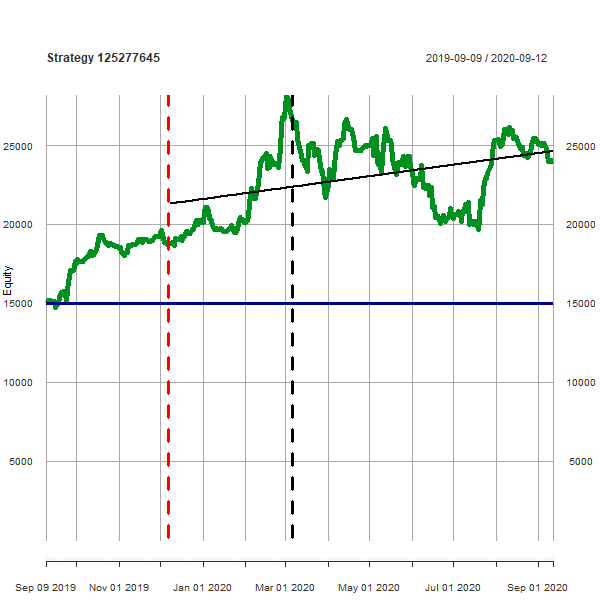 Strategy 125277645
2019-09-09 / 2020-09-12
25000
25000
20000
20000
Equity
15000
15000
10000
10000
5000
5000
Sep 09 2019
Nov 01 2019
Jan 01 2020
Mar 01 2020
May 01 2020
Jul 01 2020
Sep 01 2020